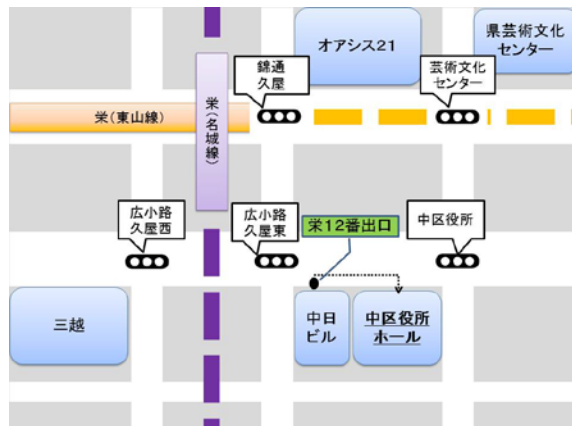 オアシス21
県芸術文化
センター
錦通
久屋
芸術文化
センター
栄(東山線)
栄(名城線)
広小路
久屋西
広小路
久屋東
栄12番出口
中区役所
三越
中日
ビル
中区役所
ホール